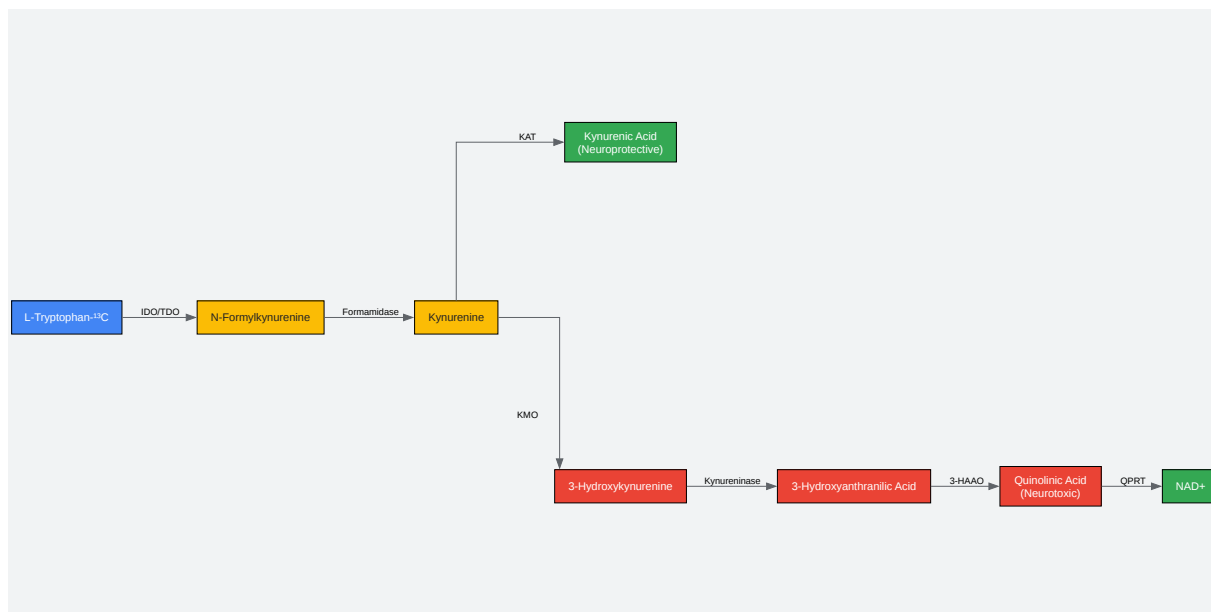 KAT
Kynurenic Acid
(Neuroprotective)
L-Tryptophan-¹³C
IDO/TDO
N-Formylkynurenine
Formamidase
Kynurenine
KMO
3-Hydroxykynurenine
Kynureninase
3-Hydroxyanthranilic Acid
3-HAAO
Quinolinic Acid
(Neurotoxic)
QPRT
NAD+